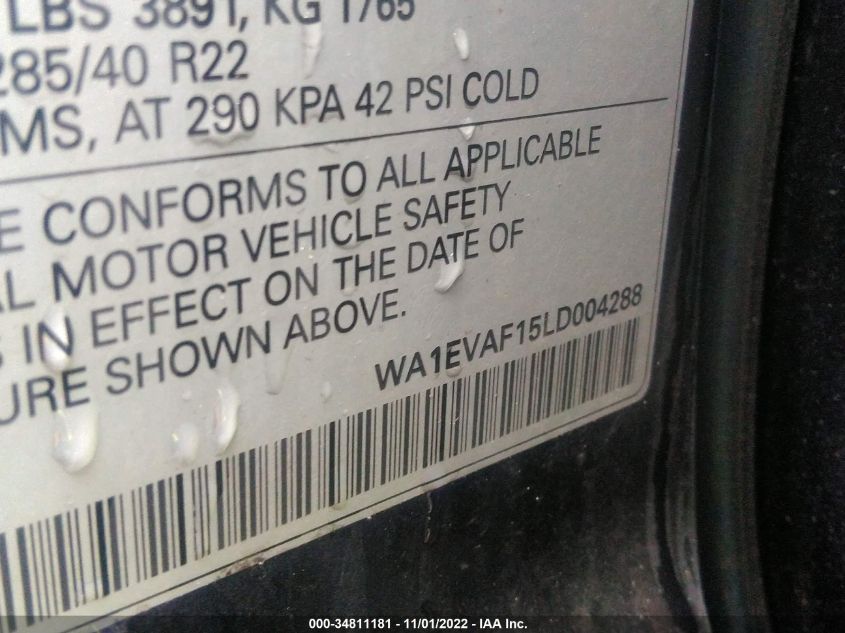 LBS 3891, KG 1765
285/40 R22
MS, AT 290 KPA 42 PSI COLD
E CONFORMS TO ALL APPLICABLE
AL MOTOR VEHICLE SAFETY
S IN EFFECT ON THE DATE OF
URE SHOWN ABOVE.
WA1EVAF15LD004288
000-34811181 - 11/01/2022 - IAA Inc.